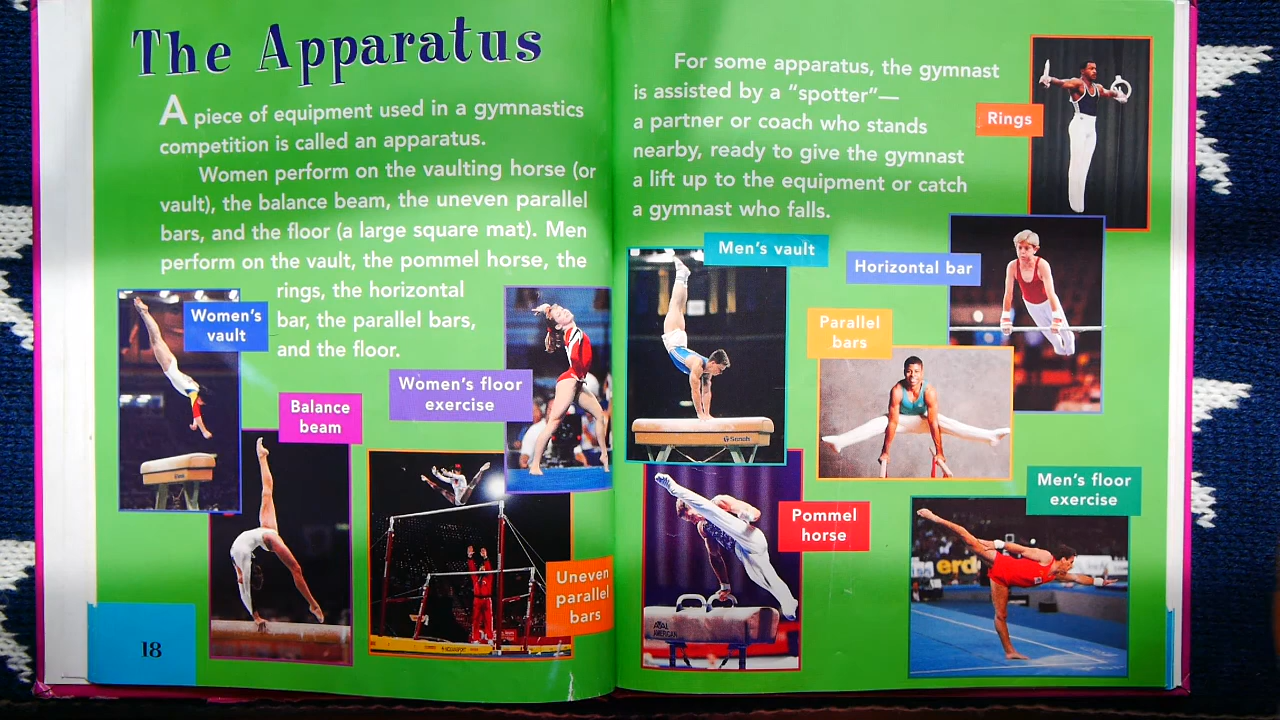 The Apparatus
A piece of equipment used in a gymnastics
competition is called an apparatus.
Women perform on the vaulting horse (or
vault), the balance beam, the uneven parallel
bars, and the floor (a large square mat). Men
perform on the vault, the pommel horse, the
rings, the horizontal
bar, the parallel bars,
and the floor.
Women's
vault
Women's floor
exercise
Balance
beam
Uneven
parallel
bars
18
For some apparatus, the gymnast
is assisted by a "spotter"—
a partner or coach who stands
nearby, ready to give the gymnast
a lift up to the equipment or catch
a gymnast who falls.
Rings
Men's vault
Horizontal bar
Parallel
bars
Pommel
horse
AMERICAN
Men's floor
exercise
erd